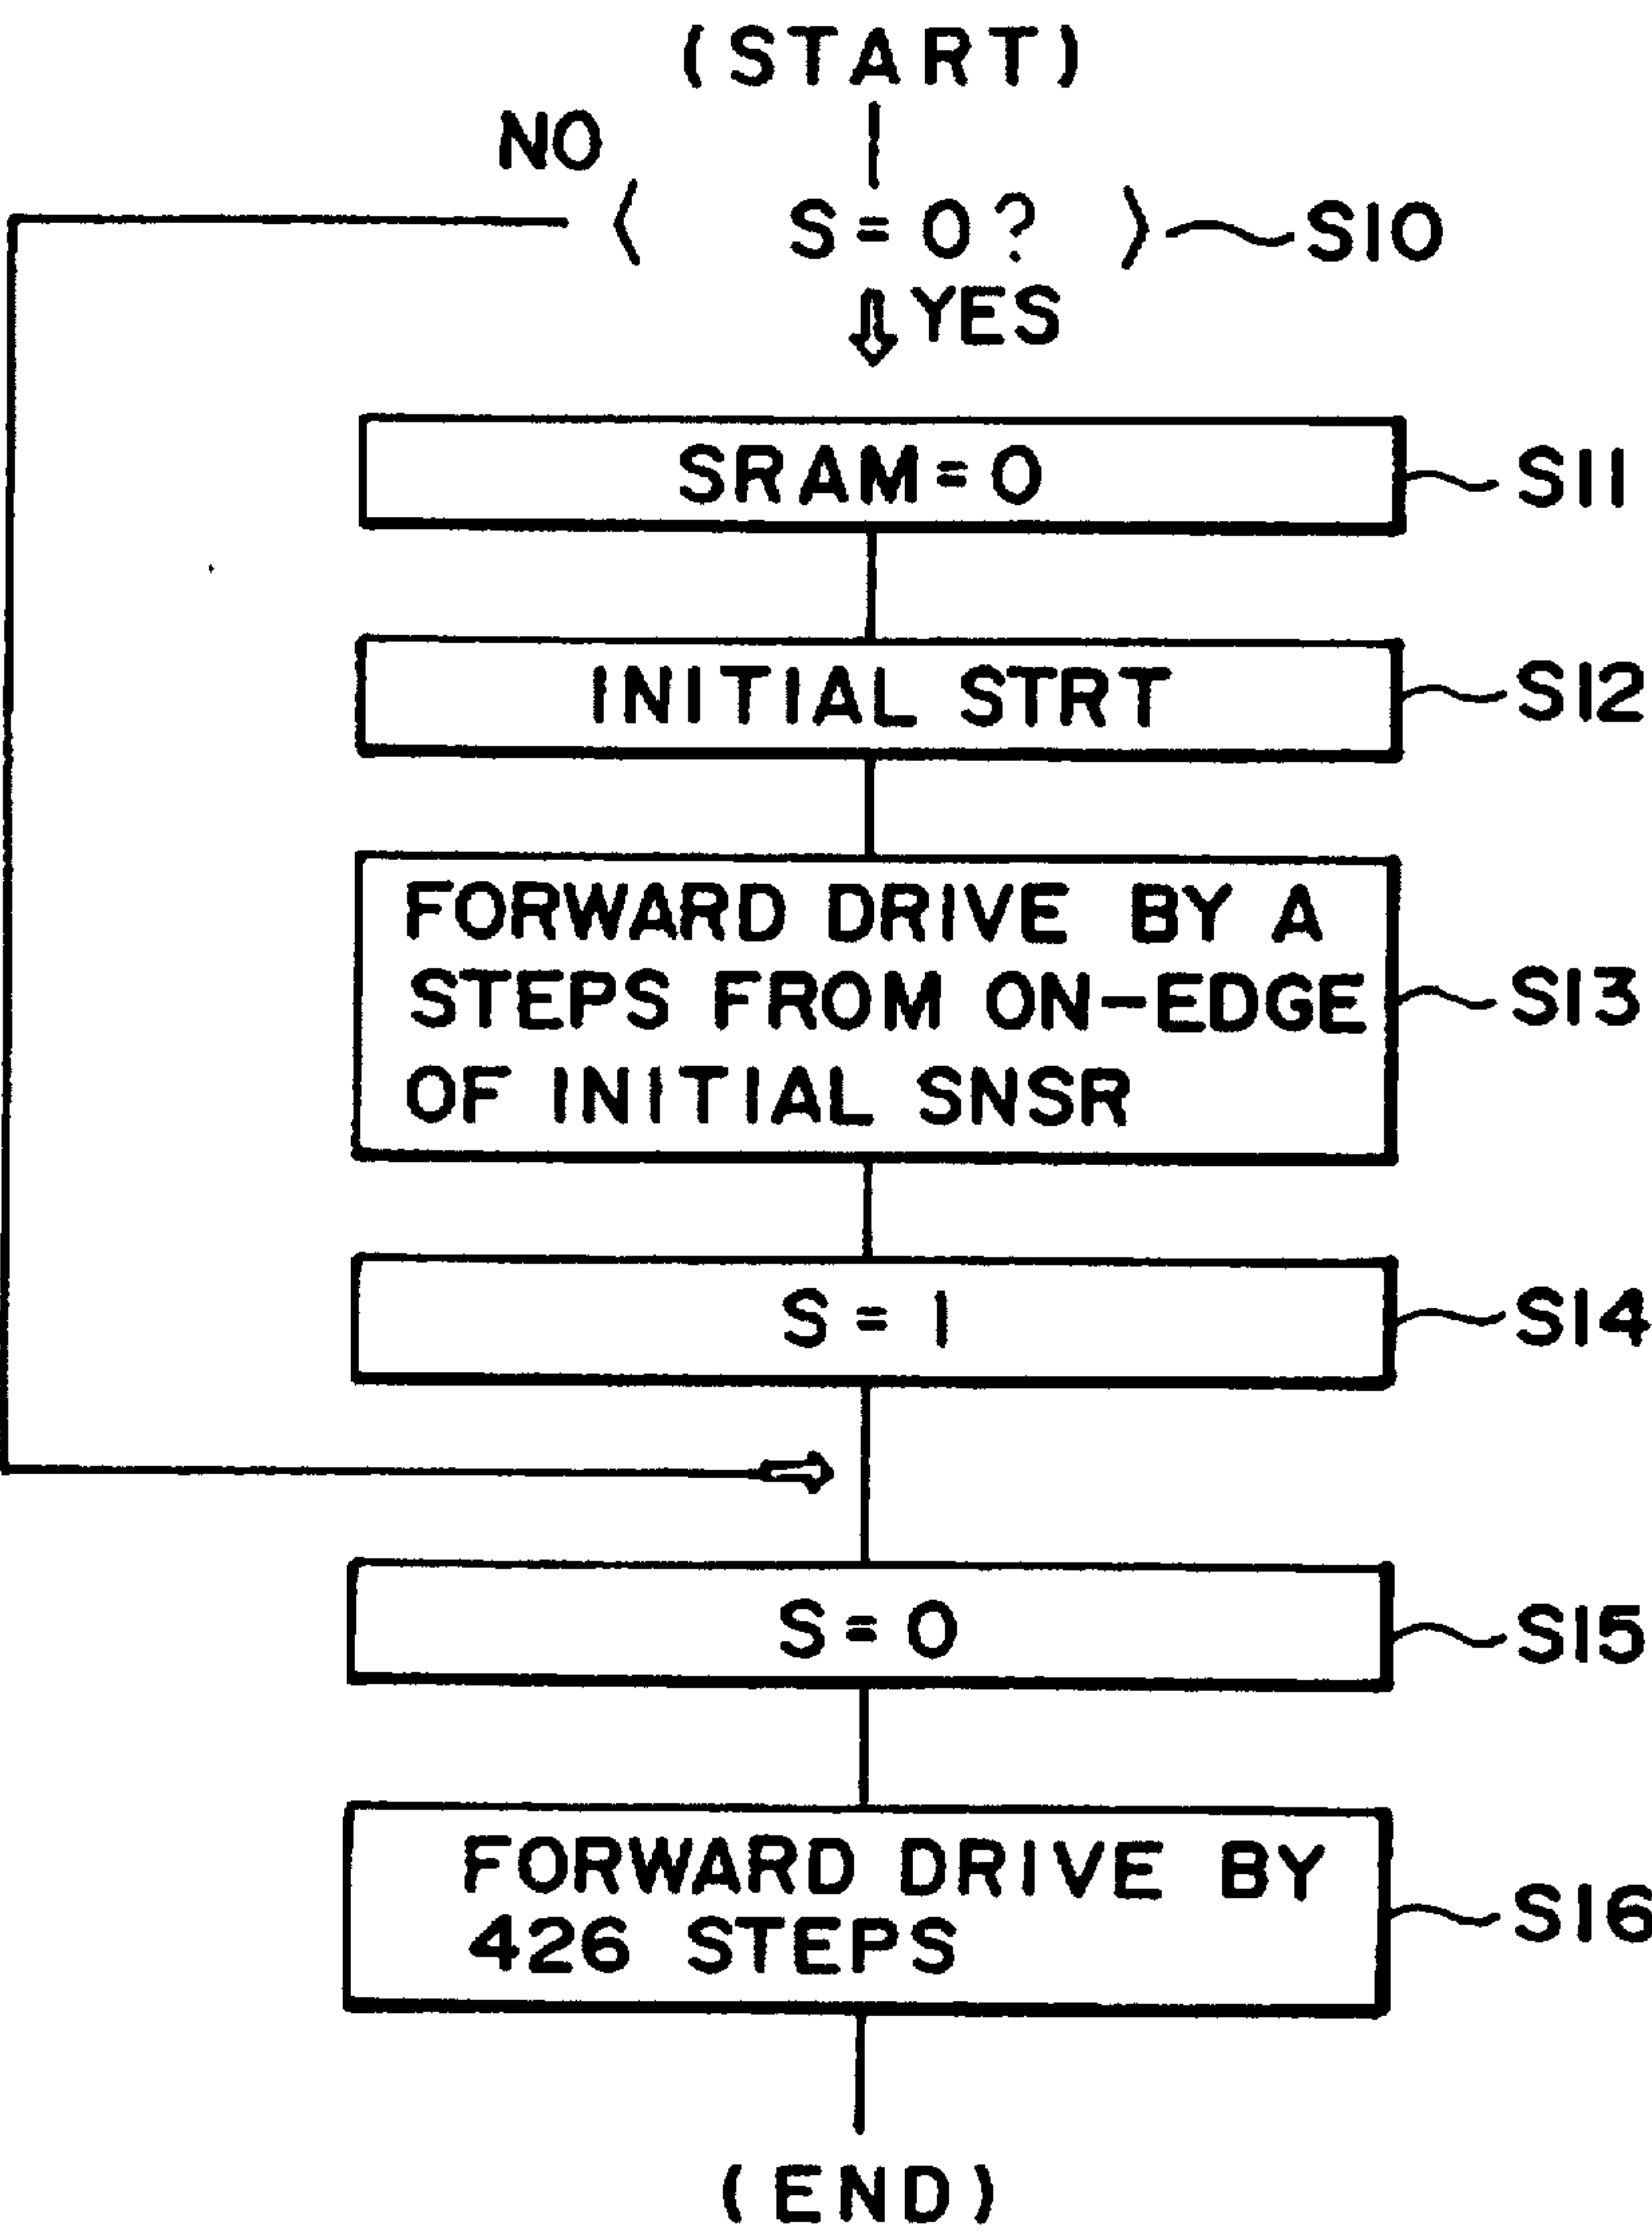 (START)
NO
S=0?
S10
YES
SRAM=0
S11
INITIAL STRT
S12
FORWARD DRIVE BY A
STEPS FROM ON-EDGE
OF INITIAL SNSR
S13
S=1
S14
S=0
S15
FORWARD DRIVE BY
426 STEPS
S16
(END)